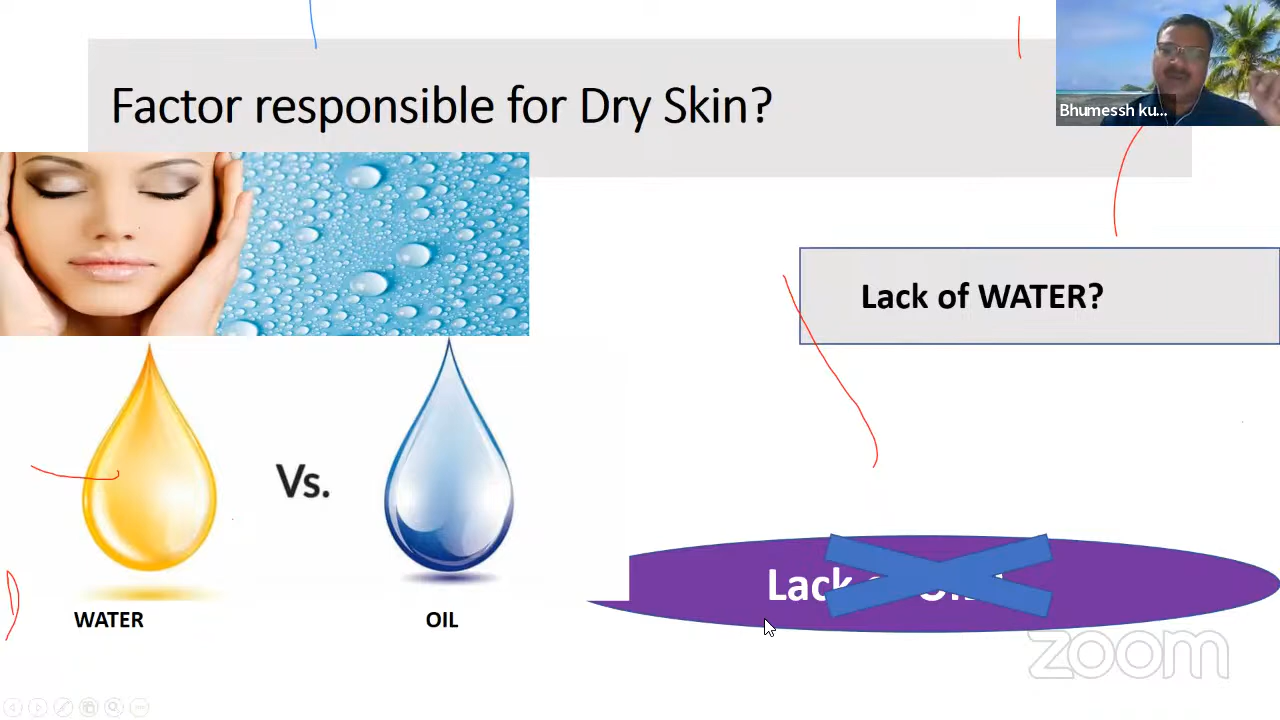 Factor responsible for Dry Skin?
Bhumessh ku...
Lack of WATER?
Vs.
Lack
WATER
OIL
zoom